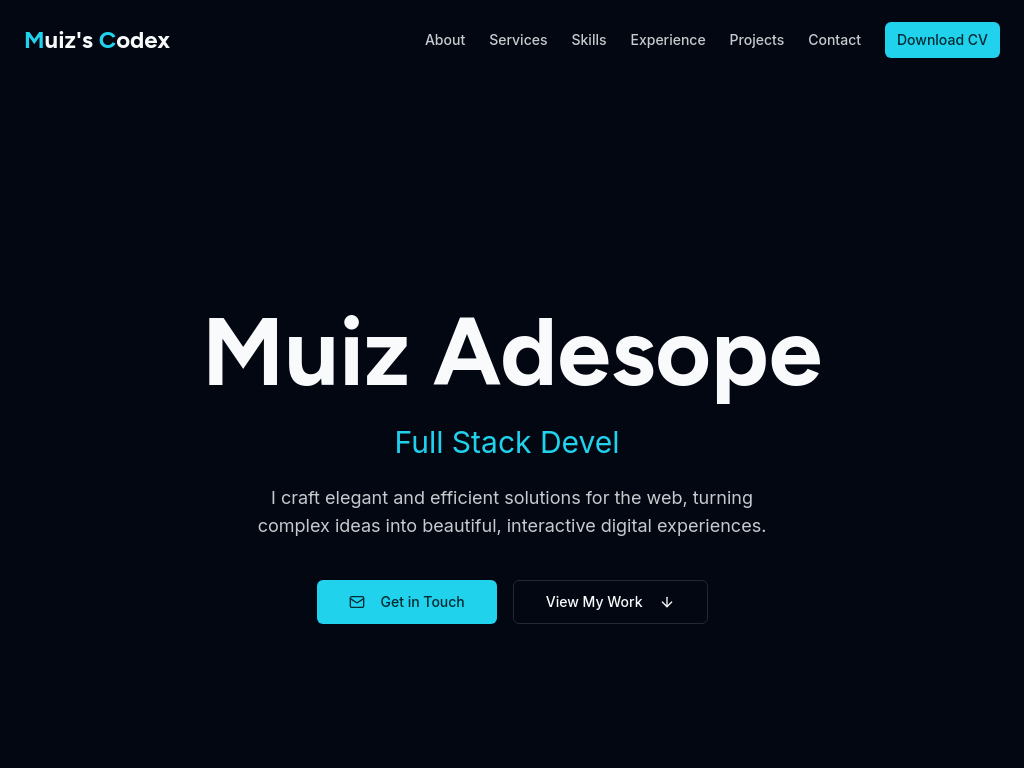 Muiz's Codex
About
Services
Skills
Experience
Projects
Contact
Download CV
Muiz Adesope
Full Stack Devel
I craft elegant and efficient solutions for the web, turning
complex ideas into beautiful, interactive digital experiences.
Get in Touch
View My Work